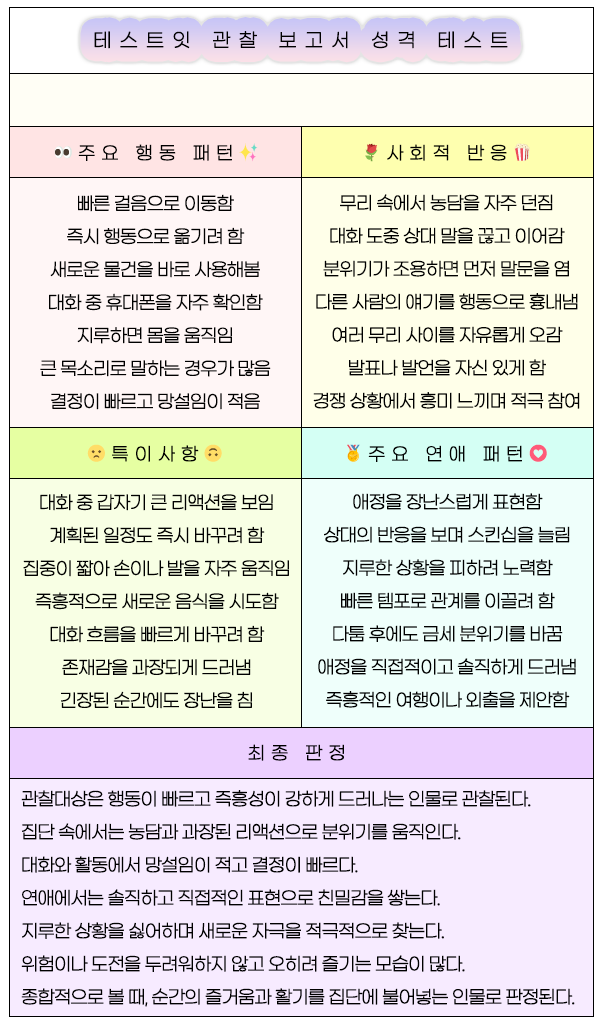 테스트잇 관찰 보고서 성격 테스트
👀주요 행동 패턴✨
빠른 걸음으로 이동함
즉시 행동으로 옮기려 함
새로운 물건을 바로 사용해봄
대화 중 휴대폰을 자주 확인함
지루하면 몸을 움직임
큰 목소리로 말하는 경우가 많음
결정이 빠르고 망설임이 적음
🌹사회적 반응🍿
무리 속에서 농담을 자주 던짐
대화 도중 상대 말을 끊고 이어감
분위기가 조용하면 먼저 말문을 염
다른 사람의 얘기를 행동으로 흉내냄
여러 무리 사이를 자유롭게 오감
발표나 발언을 자신 있게 함
경쟁 상황에서 흥미 느끼며 적극 참여
🙁특이사항🙃
대화 중 갑자기 큰 리액션을 보임
계획된 일정도 즉시 바꾸려 함
집중이 짧아 손이나 발을 자주 움직임
즉흥적으로 새로운 음식을 시도함
대화 흐름을 빠르게 바꾸려 함
존재감을 과장되게 드러냄
긴장된 순간에도 장난을 침
🏅주요 연애 패턴💟
애정을 장난스럽게 표현함
상대의 반응을 보며 스킨십을 늘림
지루한 상황을 피하려 노력함
빠른 템포로 관계를 이끌려 함
다툼 후에도 금세 분위기를 바꿈
애정을 직접적이고 솔직하게 드러냄
즉흥적인 여행이나 외출을 제안함
최종 판정
관찰대상은 행동이 빠르고 즉흥성이 강하게 드러나는 인물로 관찰된다.
집단 속에서는 농담과 과장된 리액션으로 분위기를 움직인다.
대화와 활동에서 망설임이 적고 결정이 빠르다.
연애에서는 솔직하고 직접적인 표현으로 친밀감을 쌓는다.
지루한 상황을 싫어하며 새로운 자극을 적극적으로 찾는다.
위험이나 도전을 두려워하지 않고 오히려 즐기는 모습이 많다.
종합적으로 볼 때, 순간의 즐거움과 활기를 집단에 불어넣는 인물로 판정된다.